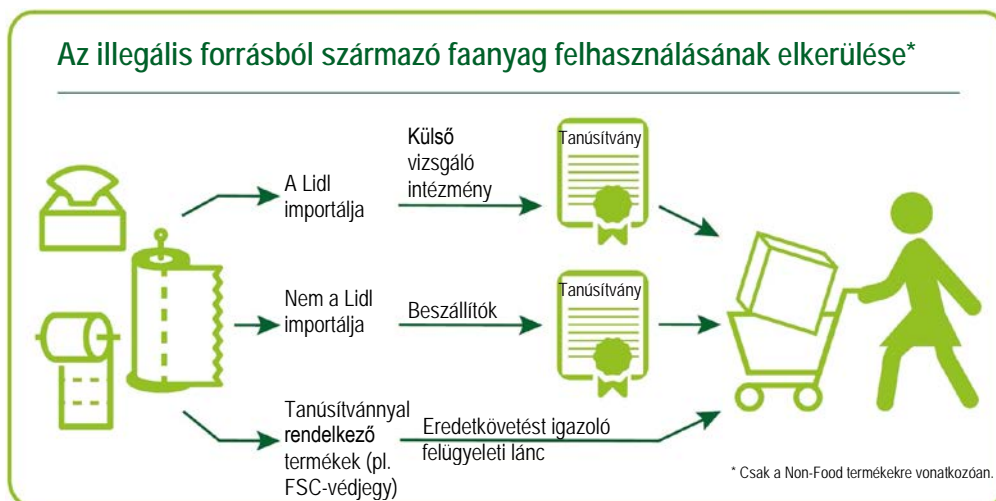 Az illegális forrásból származó faanyag felhasználásának elkerülése*
A Lidl
importálja
Külső
vizsgáló
intézmény
Tanúsítvány
Nem a Lidl
importálja
Beszállítók
Tanúsítvány
Tanúsítvánnyal
rendelkező
termékek (pl.
FSC-védjegy)
Eredetkövetést igazoló
felügyeleti lánc
* Csak a Non-Food termékekre vonatkozóan.